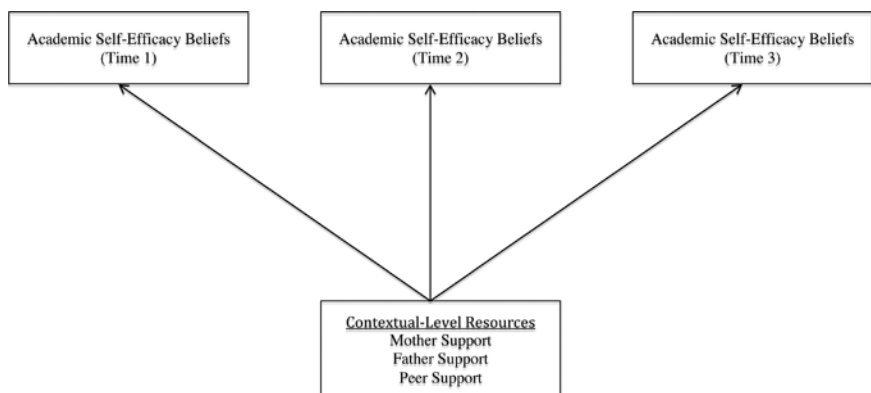 Academic Self-Efficacy Beliefs
(Time 1)
Academic Self-Efficacy Beliefs
(Time 2)
Academic Self-Efficacy Beliefs
(Time 3)
Contextual-Level Resources
Mother Support
Father Support
Peer Support